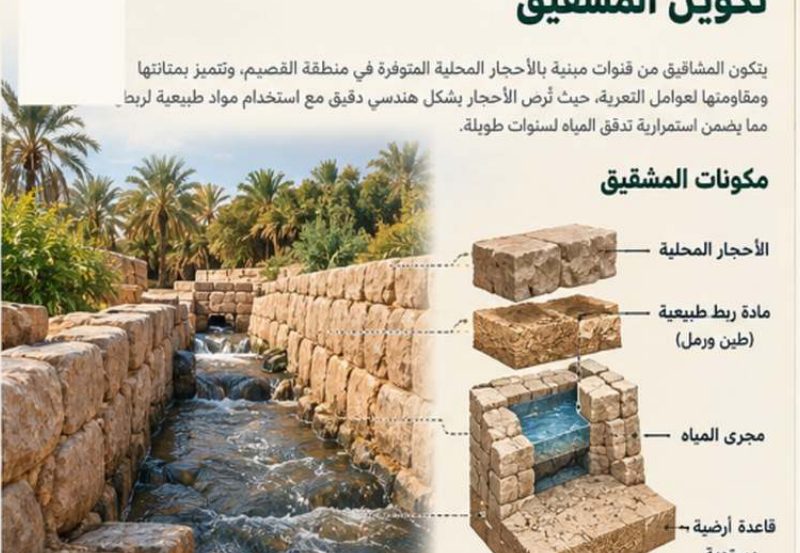 تكوين المشقيق
يتكون المشاقيق من قنوات مبنية بالأحجار المحلية المتوفرة في منطقة القصيم، وتتميز بمتانتها
ومقاومتها لعوامل التعرية، حيث تُرص الأحجار بشكل هندسي دقيق مع استخدام مواد طبيعية لربط
مما يضمن استمرارية تدفق المياه لسنوات طويلة.
مكونات المشقيق
الأحجار المحلية
مادة ربط طبيعية
(طين ورمل)
مجرى المياه
قاعدة أرضية